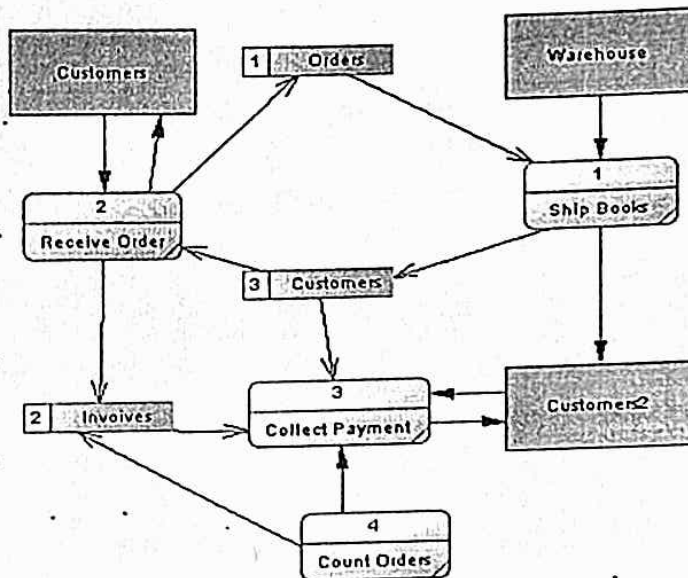 Customers
1 Orders
Warehouse
2
Receive Order
1
Ship Books
3 Customers
2 Invoives
3
Collect Payment
Customers2
4
Count Orders